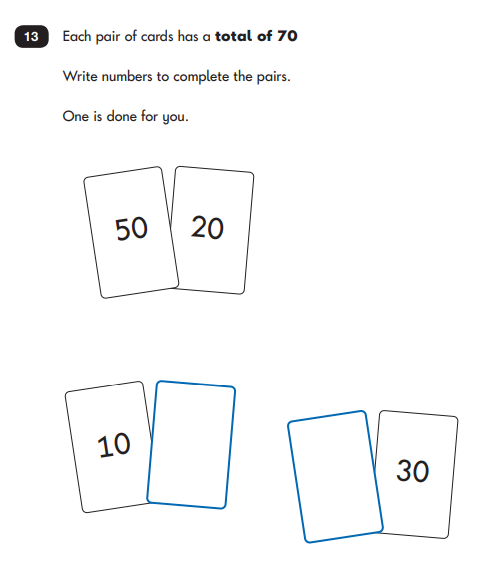 13 Each pair of cards has a total of 70
Write numbers to complete the pairs.
One is done for you.
50 20
10
30